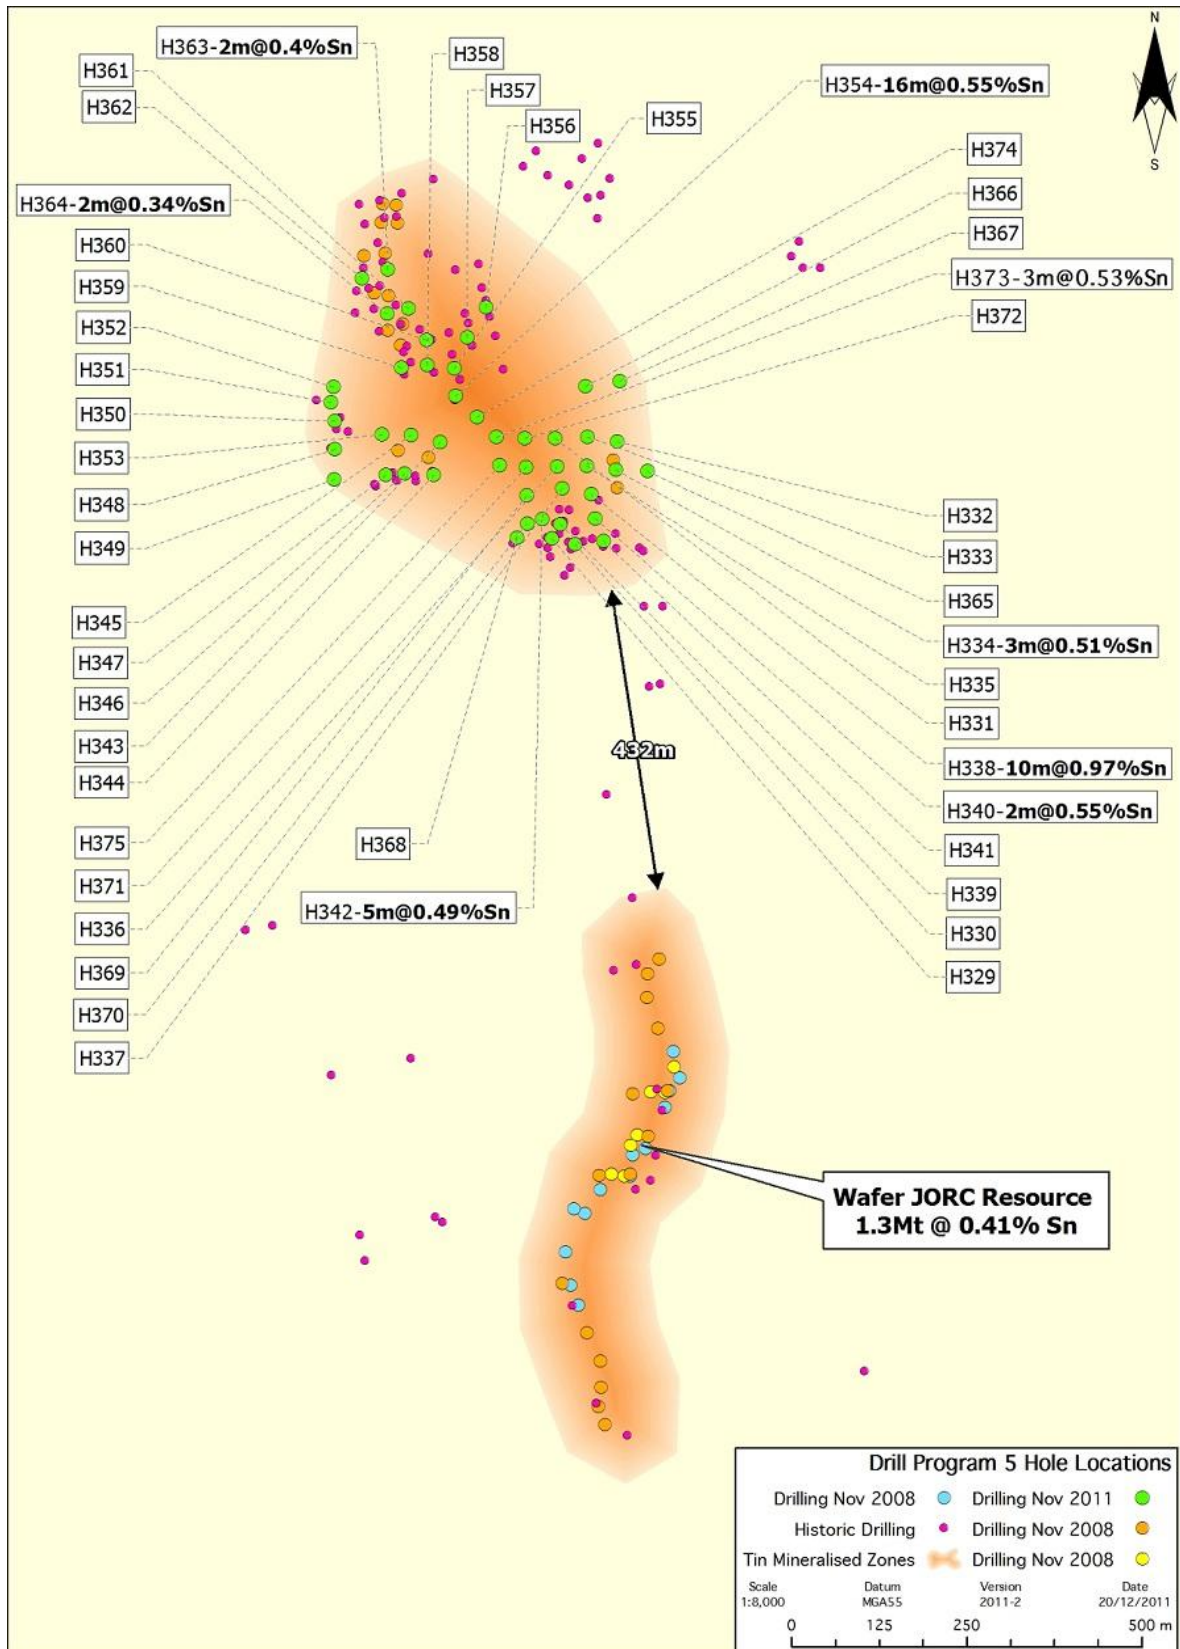 N
S
H363-2m@0.4%Sn
H361
H362
H358
H357
H356
H355
H354-16m@0.55%Sn
H364-2m@0.34%Sn
H360
H359
H352
H351
H350
H353
H348
H349
H345
H347
H346
H343
H344
H375
H371
H336
H369
H370
H337
H374
H366
H367
H373-3m@0.53%Sn
H372
H332
H333
H365
H334-3m@0.51%Sn
H335
H331
H338-10m@0.97%Sn
H340-2m@0.55%Sn
H341
H339
H330
H329
432m
H368
H342-5m@0.49%Sn
Wafer JORC Resource
1.3Mt @ 0.41% Sn
Drill Program 5 Hole Locations
Drilling Nov 2008 Drilling Nov 2011
Historic Drilling Drilling Nov 2008
Tin Mineralised Zones Drilling Nov 2008
Scale Datum Version Date
1:8,000 MGA55 2011-2 20/12/2011
0 125 250 500 m